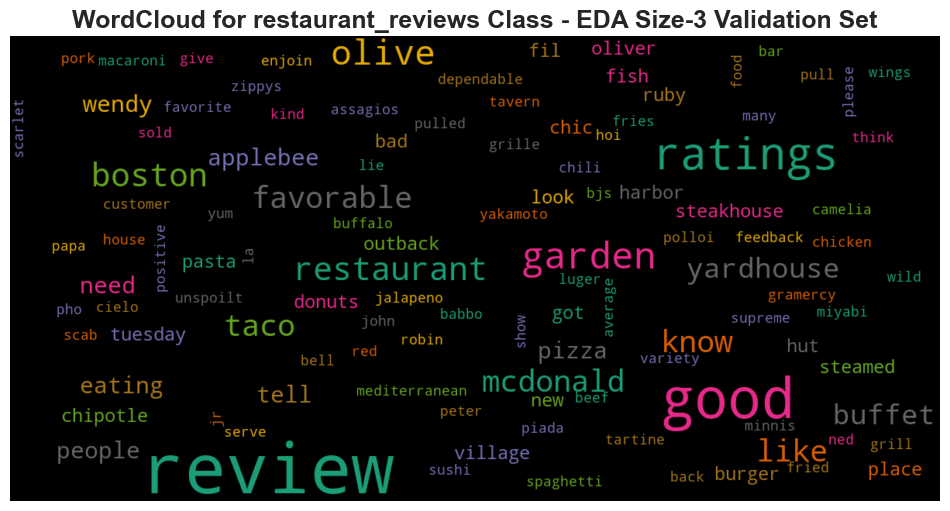 WordCloud for restaurant_reviews Class - EDA Size-3 Validation Set
pork macaroni give enjoin olive fil oliver bar
zippys dependable fish food pull wings
scarlet wendy favorite kind assagios tavern ruby please
sold pulled chic fries many
bad grille hoi ratings think
boston applebee lie chili
favorable look bjs harbor
customer yum buffalo yakamoto steakhouse camelia
papa house positive la outback garden polloi feedback chicken
pasta restaurant luger yardhouse wild
need unspoilt donuts jalapeno gramercy
pho cielo john babbo got average supreme miyabi
scab tuesday taco robin show know hut
red pizza variety
eating bell mcdonald steamed
tell mediterranean new beef good
chipotle jr peter buffet
serve piada minnis
people review village tartine like ned grill
sushi spaghetti back burger fried place